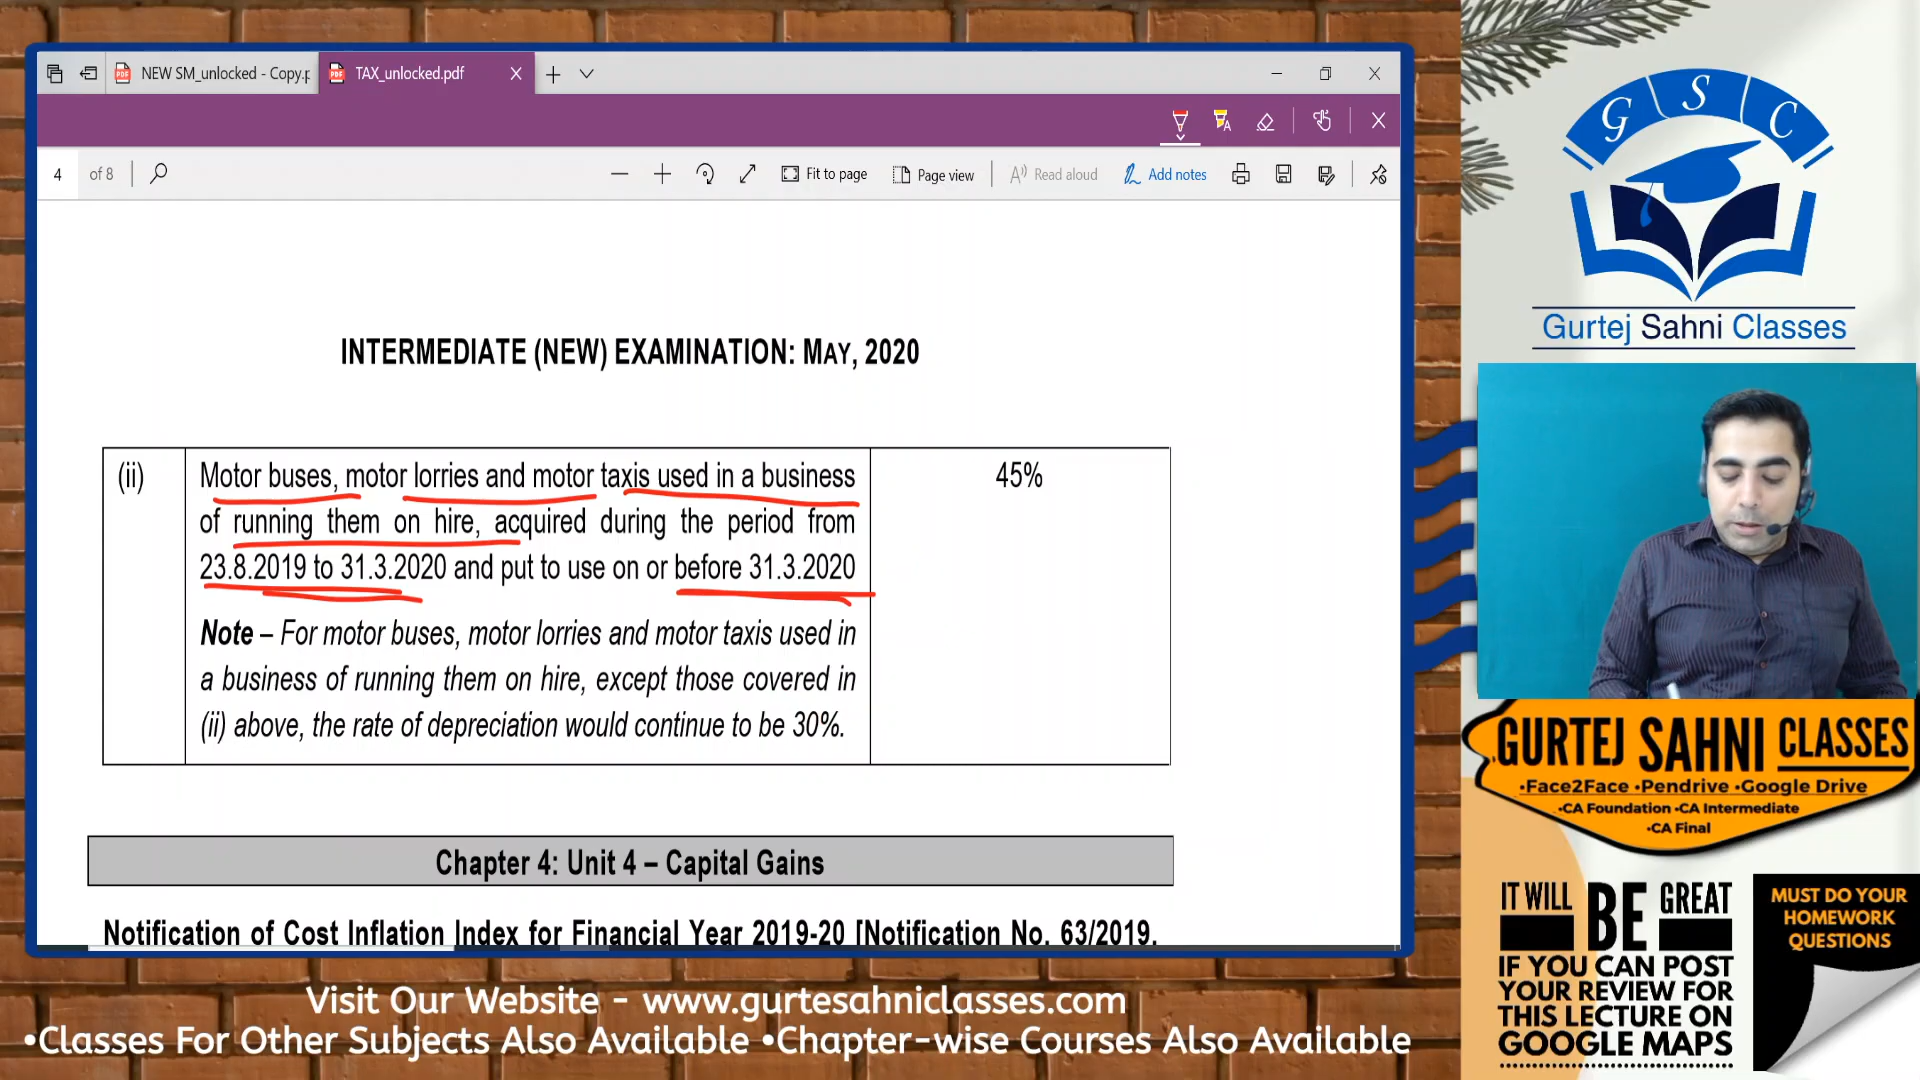 NEW SM_unlocked - Copy.p
TAX_unlocked.pdf
4 of 8
Fit to page
Page view
Read aloud
Add notes
INTERMEDIATE (NEW) EXAMINATION: MAY, 2020
(ii) Motor buses, motor lorries and motor taxis used in a business 45%
of running them on hire, acquired during the period from
23.8.2019 to 31.3.2020 and put to use on or before 31.3.2020
Note – For motor buses, motor lorries and motor taxis used in
a business of running them on hire, except those covered in
(ii) above, the rate of depreciation would continue to be 30%.
Chapter 4: Unit 4 – Capital Gains
Notification of Cost Inflation Index for Financial Year 2019-20 [Notification No. 63/2019,
G S C
Gurtej Sahni Classes
GURTEJ SAHNI CLASSES
•Face2Face •Pendrive •Google Drive
•CA Foundation •CA Intermediate
•CA Final
IT WILL BE GREAT
IF YOU CAN POST
YOUR REVIEW FOR
THIS LECTURE ON
GOOGLE MAPS
MUST DO YOUR
HOMEWORK
QUESTIONS
Visit Our Website - www.gurtesahniclasses.com
•Classes For Other Subjects Also Available •Chapter-wise Courses Also Available